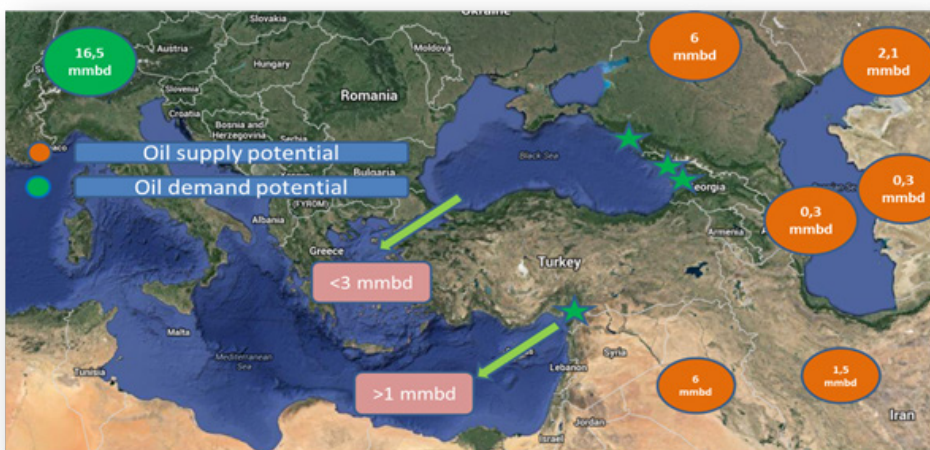 Ukraine
Slovakia
16,5
mmbd
Austria
Hungary
Moldova
6
mmbd
2,1
mmbd
Slovenia
Croatia
Romania
Bosnia and
Herzegovina
Serbia
Oil supply potential
Black Sea
Bulgaria
Oil demand potential
(FYROM)
Georgia
0,3
mmbd
Albania
0,3
mmbd
Armenia
Greece
Turkey
<3 mmbd
Malta
Syria
Mediterranean
Sea
Tunisia
Lebanon
>1 mmbd
6
mmbd
1,5
mmbd
Iran
Jordan
Israel